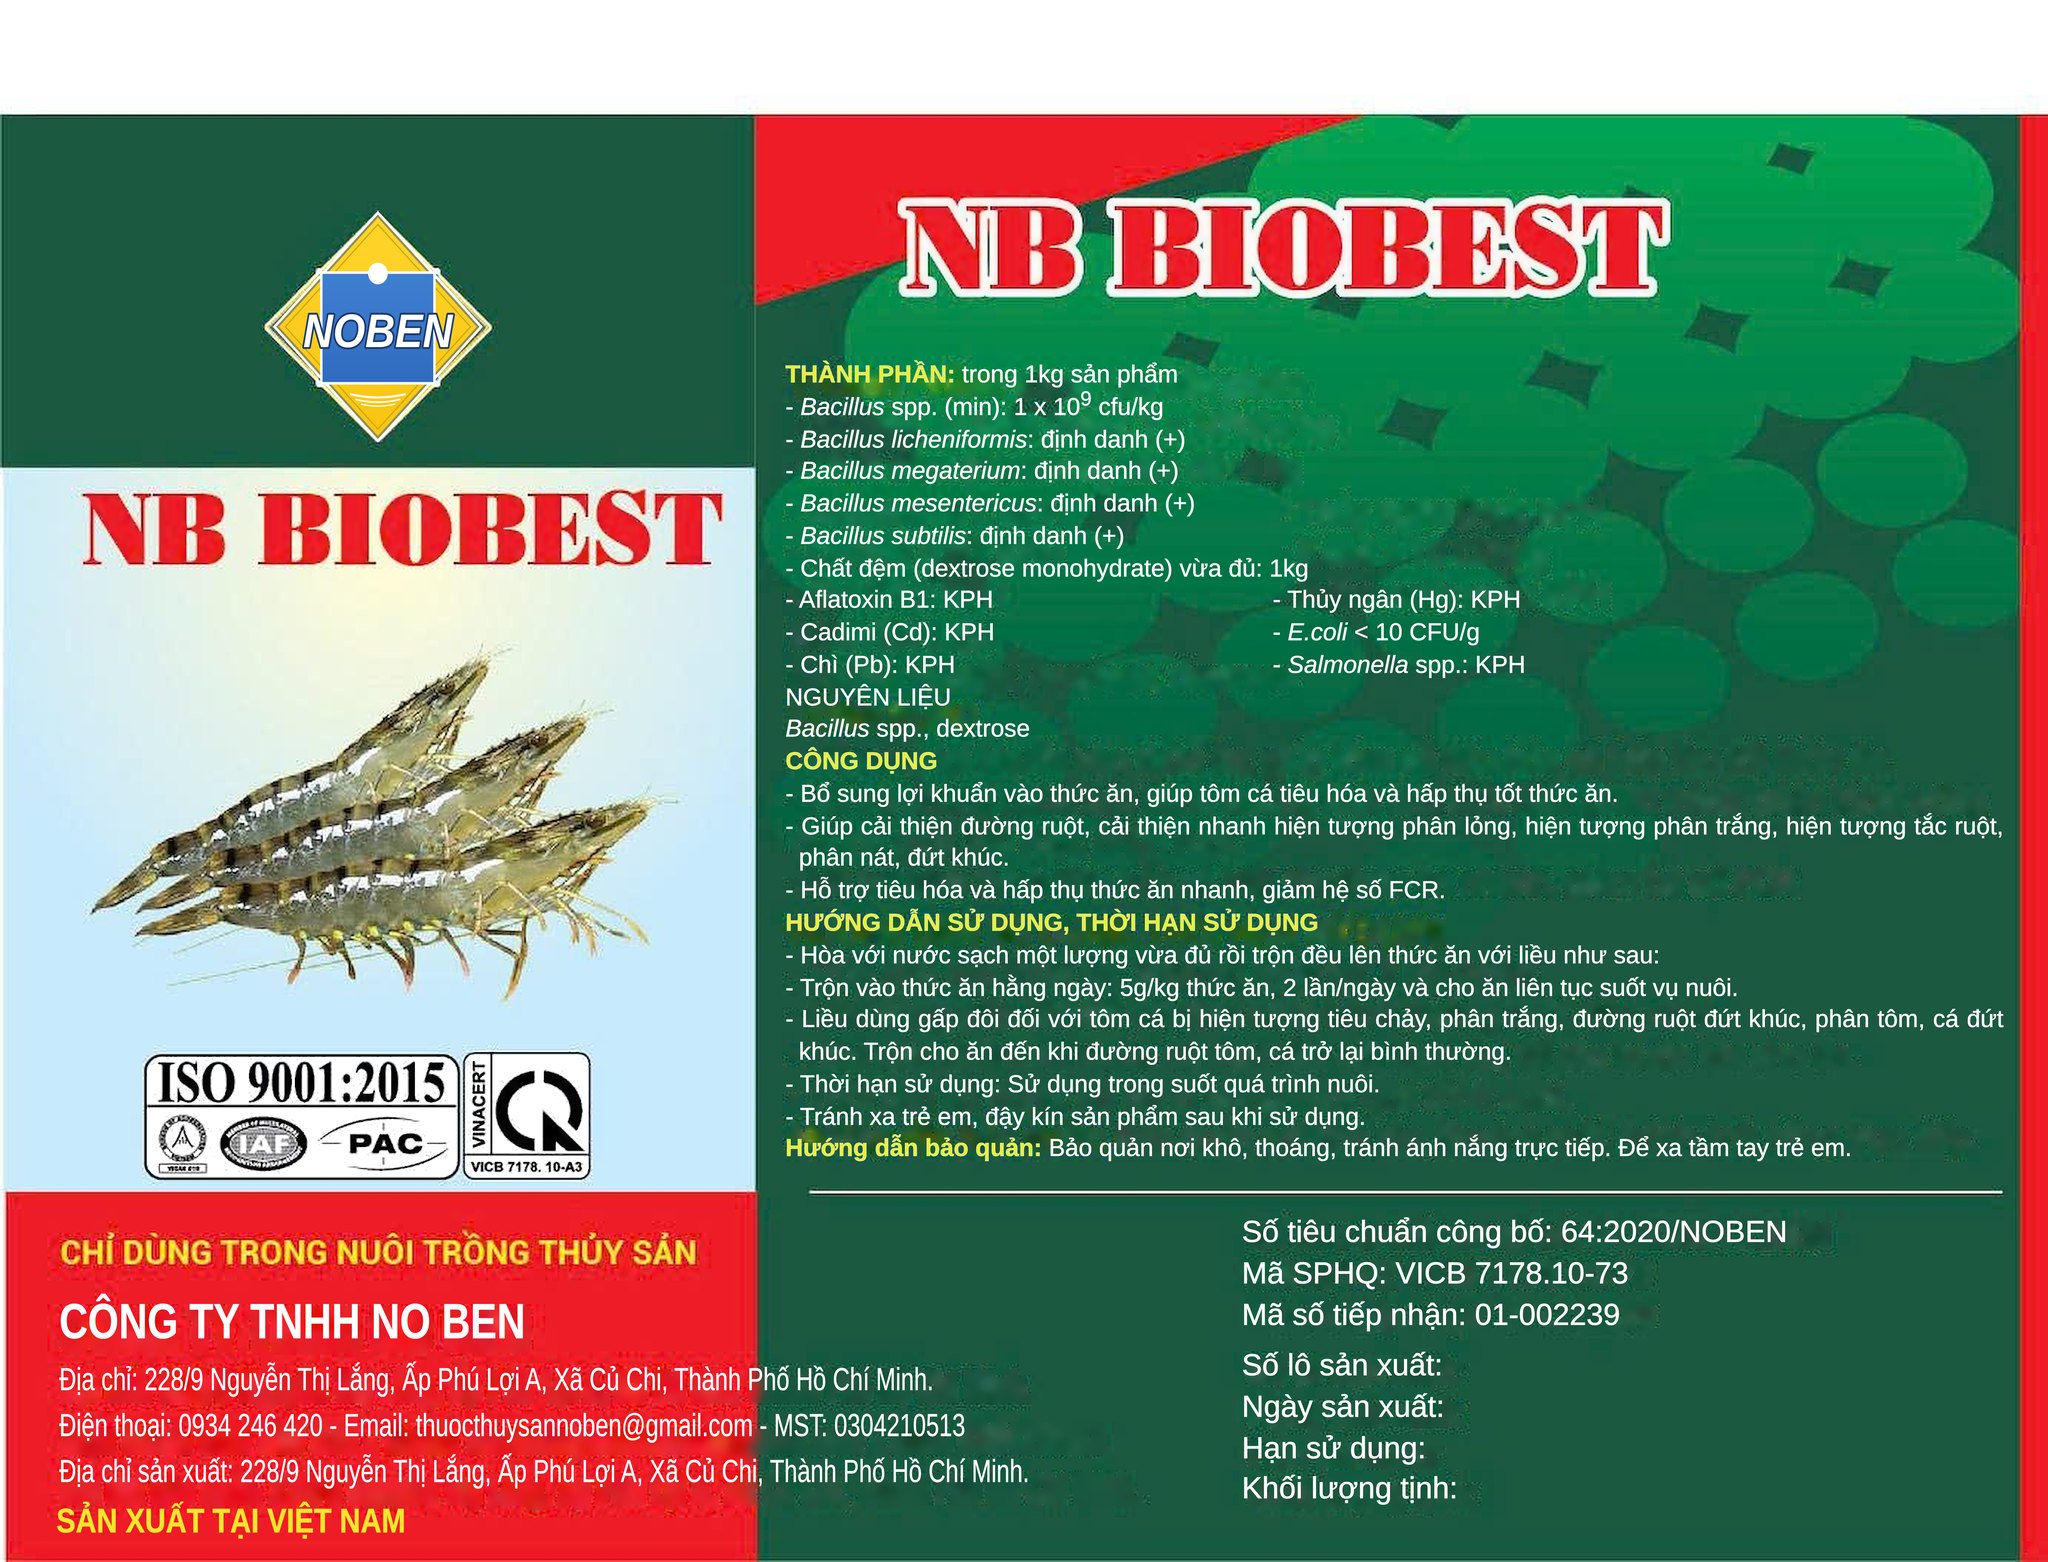 NOBEN
NB BIOBEST
ISO 9001:2015
IAF
PAC
VINACERT
VICB 7178. 10-A3
CHỈ DÙNG TRONG NUÔI TRỒNG THỦY SẢN
CÔNG TY TNHH NO BEN
Địa chỉ: 228/9 Nguyễn Thị Lắng, Ấp Phú Lợi A, Xã Củ Chi, Thành Phố Hồ Chí Minh.
Điện thoại: 0934 246 420 - Email: thuocthuysannoben@gmail.com - MST: 0304210513
Địa chỉ sản xuất: 228/9 Nguyễn Thị Lắng, Ấp Phú Lợi A, Xã Củ Chi, Thành Phố Hồ Chí Minh.
SẢN XUẤT TẠI VIỆT NAM
NB BIOBEST
THÀNH PHẦN: trong 1kg sản phẩm
- Bacillus spp. (min): 1 x 10⁹ cfu/kg
- Bacillus licheniformis: định danh (+)
- Bacillus megaterium: định danh (+)
- Bacillus mesentericus: định danh (+)
- Bacillus subtilis: định danh (+)
- Chất đệm (dextrose monohydrate) vừa đủ: 1kg
- Aflatoxin B1: KPH - Thủy ngân (Hg): KPH
- Cadimi (Cd): KPH - E.coli < 10 CFU/g
- Chì (Pb): KPH - Salmonella spp.: KPH
NGUYÊN LIỆU
Bacillus spp., dextrose
CÔNG DỤNG
- Bổ sung lợi khuẩn vào thức ăn, giúp tôm cá tiêu hóa và hấp thụ tốt thức ăn.
- Giúp cải thiện đường ruột, cải thiện nhanh hiện tượng phân lỏng, hiện tượng phân trắng, hiện tượng tắc ruột,
phân nát, đứt khúc.
- Hỗ trợ tiêu hóa và hấp thụ thức ăn nhanh, giảm hệ số FCR.
HƯỚNG DẪN SỬ DỤNG, THỜI HẠN SỬ DỤNG
- Hòa với nước sạch một lượng vừa đủ rồi trộn đều lên thức ăn với liều như sau:
- Trộn vào thức ăn hằng ngày: 5g/kg thức ăn, 2 lần/ngày và cho ăn liên tục suốt vụ nuôi.
- Liều dùng gấp đôi đối với tôm cá bị hiện tượng tiêu chảy, phân trắng, đường ruột đứt khúc, phân tôm, cá đứt
khúc. Trộn cho ăn đến khi đường ruột tôm, cá trở lại bình thường.
- Thời hạn sử dụng: Sử dụng trong suốt quá trình nuôi.
- Tránh xa trẻ em, đậy kín sản phẩm sau khi sử dụng.
Hướng dẫn bảo quản: Bảo quản nơi khô, thoáng, tránh ánh nắng trực tiếp. Để xa tầm tay trẻ em.
Số tiêu chuẩn công bố: 64:2020/NOBEN
Mã SPHQ: VICB 7178.10-73
Mã số tiếp nhận: 01-002239
Số lô sản xuất:
Ngày sản xuất:
Hạn sử dụng:
Khối lượng tịnh: